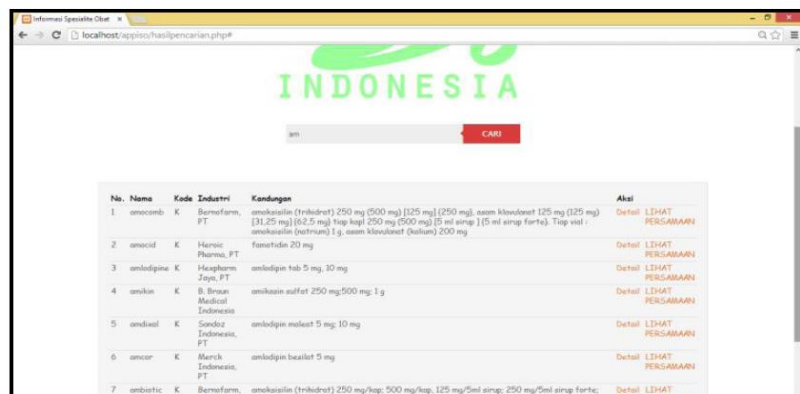 Informasi Spesialite Obat
localhost/appiso/hasilpencarian.php#
INDONESIA
am CARI
No. Nama Kode Industri Kandungan Aksi
1 amocomb K Bernofarm, PT amoksisilin (trihidrat) 250 mg (500 mg) [125 mg] {250 mg}, asam klavulanat 125 mg (125 mg) [31,25 mg] {62,5 mg} tiap kapl 250 mg (500 mg) [5 ml sirup ] {5 ml sirup forte}. Tiap vial : amoksisilin (natrium) 1 g, asam klavulanat (kalium) 200 mg Detail LIHAT PERSAMAAN
2 amocid K Heroic Pharma, PT famotidin 20 mg Detail LIHAT PERSAMAAN
3 amlodipine K Hexpharm Jaya, PT amlodipin tab 5 mg, 10 mg Detail LIHAT PERSAMAAN
4 amikin K B. Braun Medical Indonesia amikasin sulfat 250 mg;500 mg; 1 g Detail LIHAT PERSAMAAN
5 amdixal K Sandoz Indonesia, PT amlodipin maleat 5 mg; 10 mg Detail LIHAT PERSAMAAN
6 amcor K Merck Indonesia, PT amlodipin besilat 5 mg Detail LIHAT PERSAMAAN
7 ambiotic K Bernofarm, PT amoksisilin (trihidrat) 250 mg/kap; 500 mg/kap, 125 mg/5ml sirup; 250 mg/5ml sirup forte; Detail LIHAT